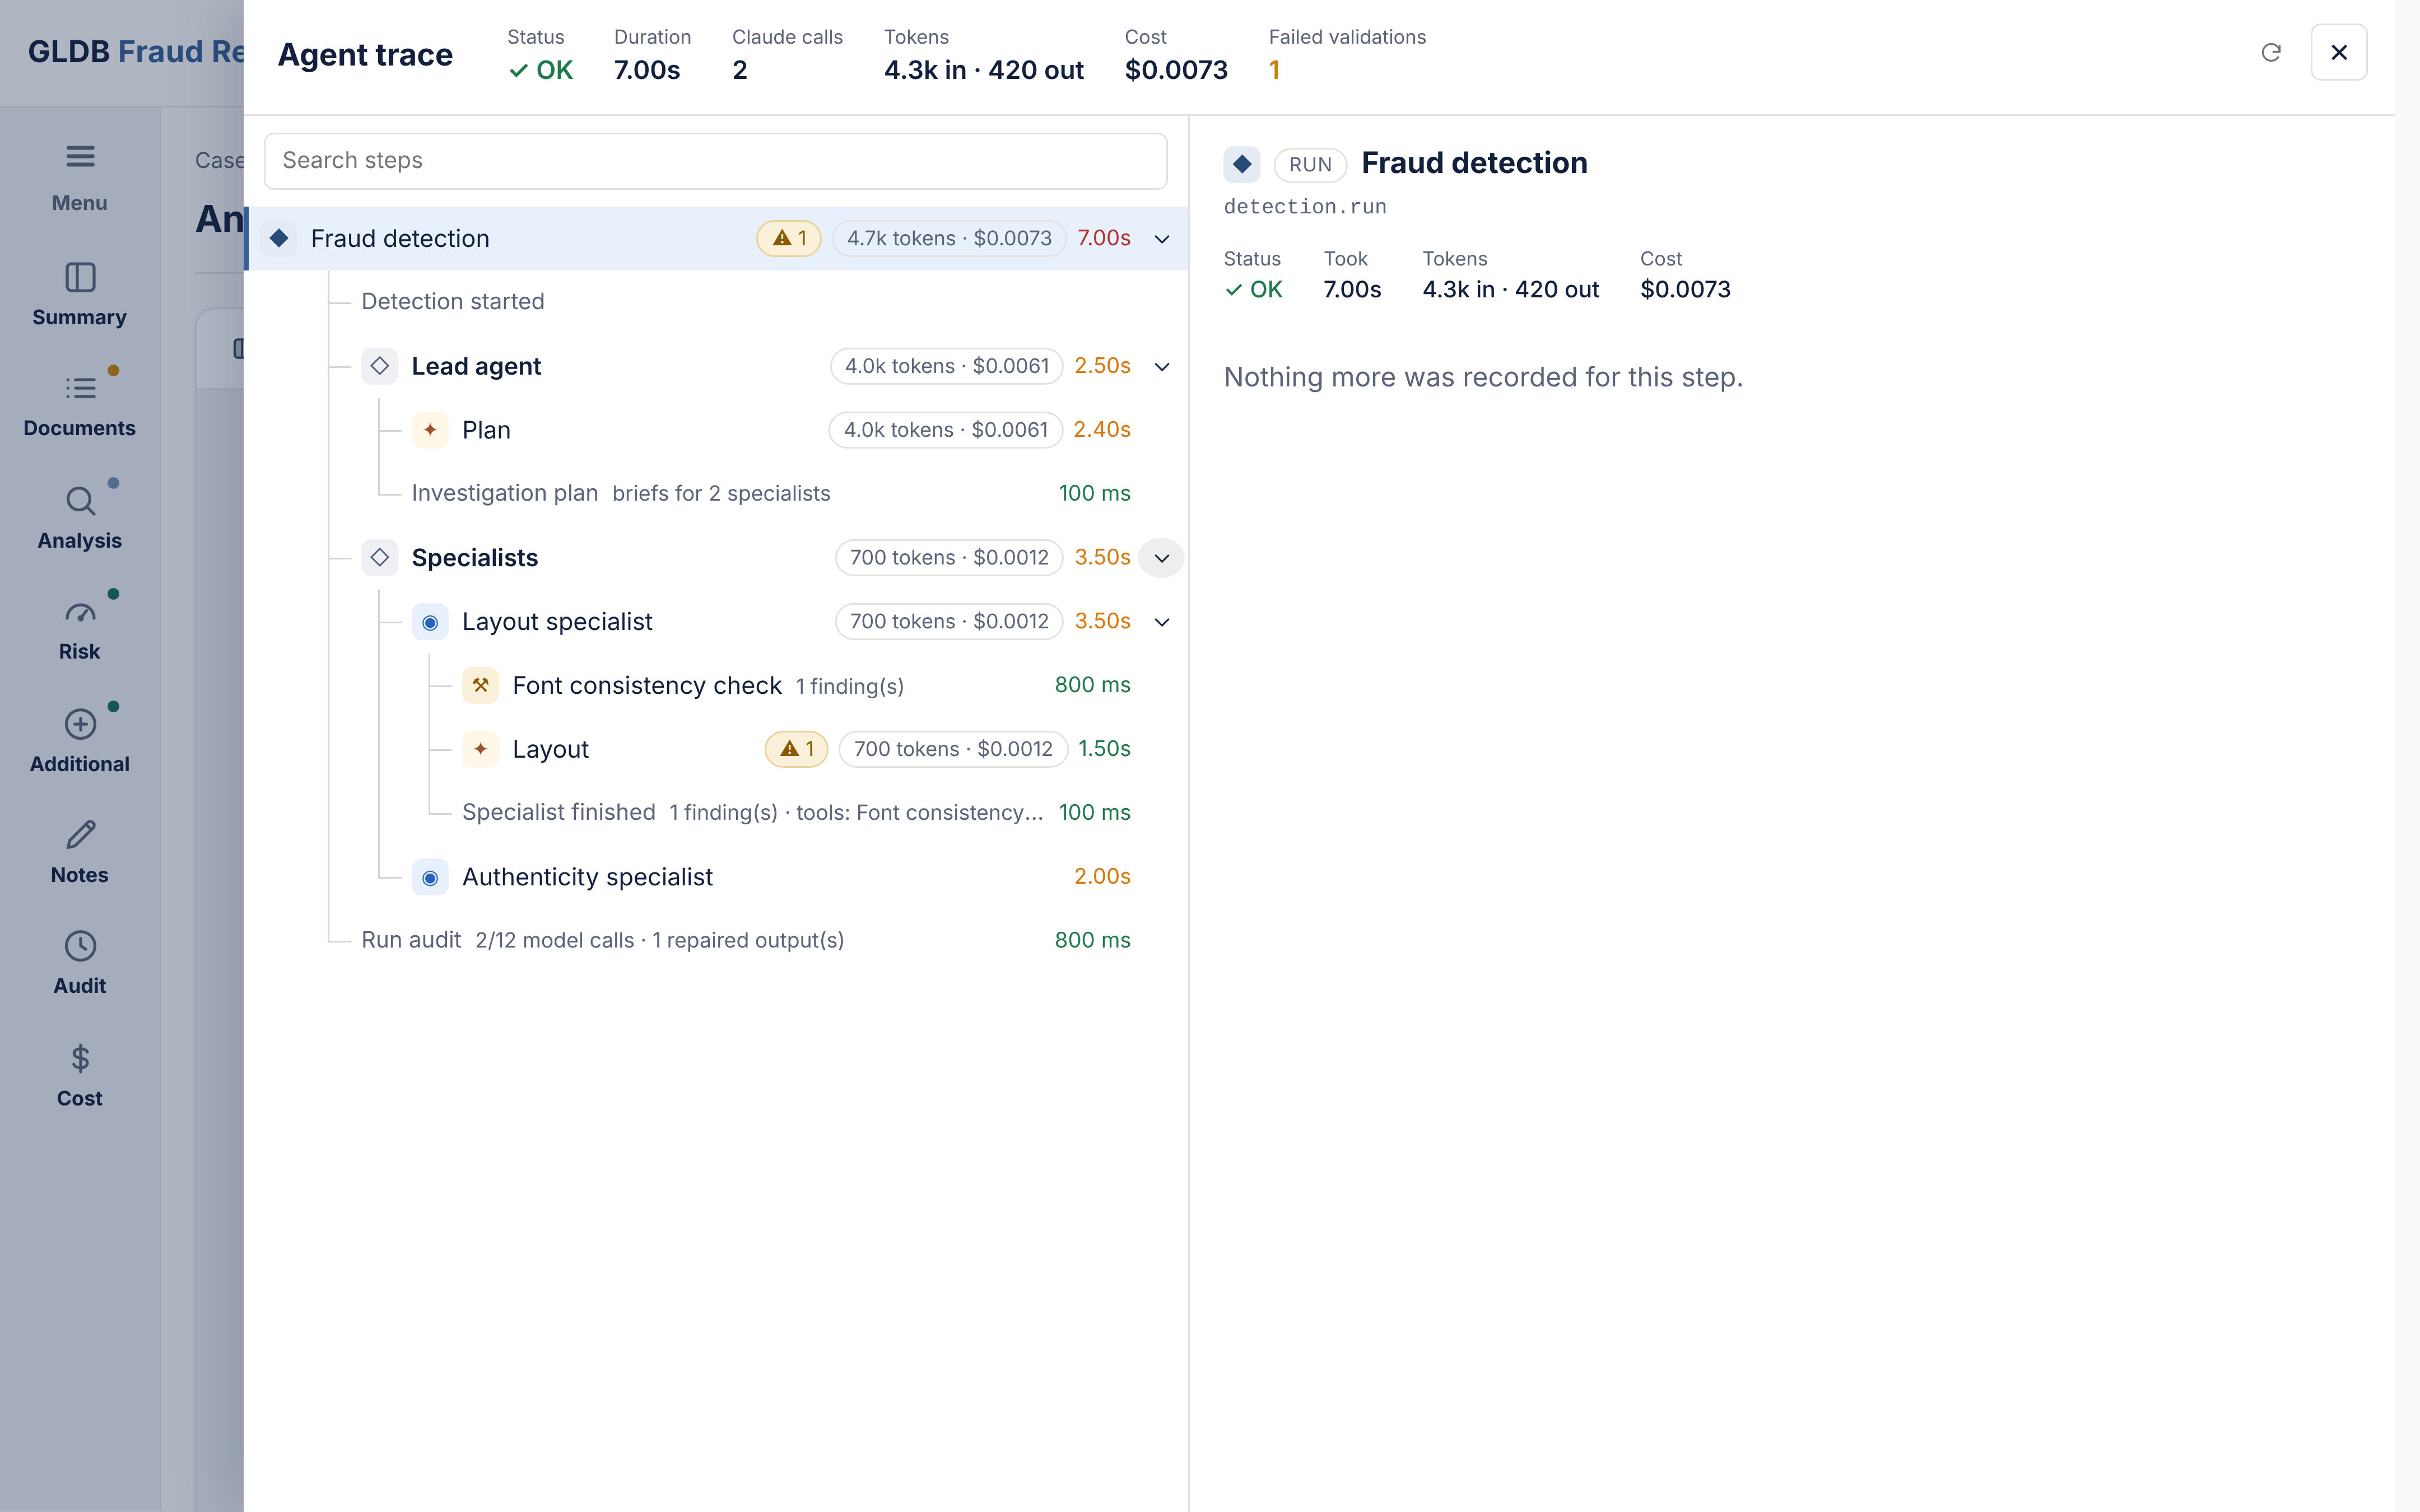 GLDB Fraud Re
Menu
Summary
Documents
Analysis
Risk
Additional
Notes
Audit
Cost
Case
An
Agent trace
Status
✓ OK
Duration
7.00s
Claude calls
2
Tokens
4.3k in · 420 out
Cost
$0.0073
Failed validations
1
Search steps
Fraud detection 1 4.7k tokens · $0.0073 7.00s
Detection started
Lead agent 4.0k tokens · $0.0061 2.50s
Plan 4.0k tokens · $0.0061 2.40s
Investigation plan briefs for 2 specialists 100 ms
Specialists 700 tokens · $0.0012 3.50s
Layout specialist 700 tokens · $0.0012 3.50s
Font consistency check 1 finding(s) 800 ms
Layout 1 700 tokens · $0.0012 1.50s
Specialist finished 1 finding(s) · tools: Font consistency... 100 ms
Authenticity specialist 2.00s
Run audit 2/12 model calls · 1 repaired output(s) 800 ms
RUN Fraud detection
detection.run
Status
✓ OK
Took
7.00s
Tokens
4.3k in · 420 out
Cost
$0.0073
Nothing more was recorded for this step.